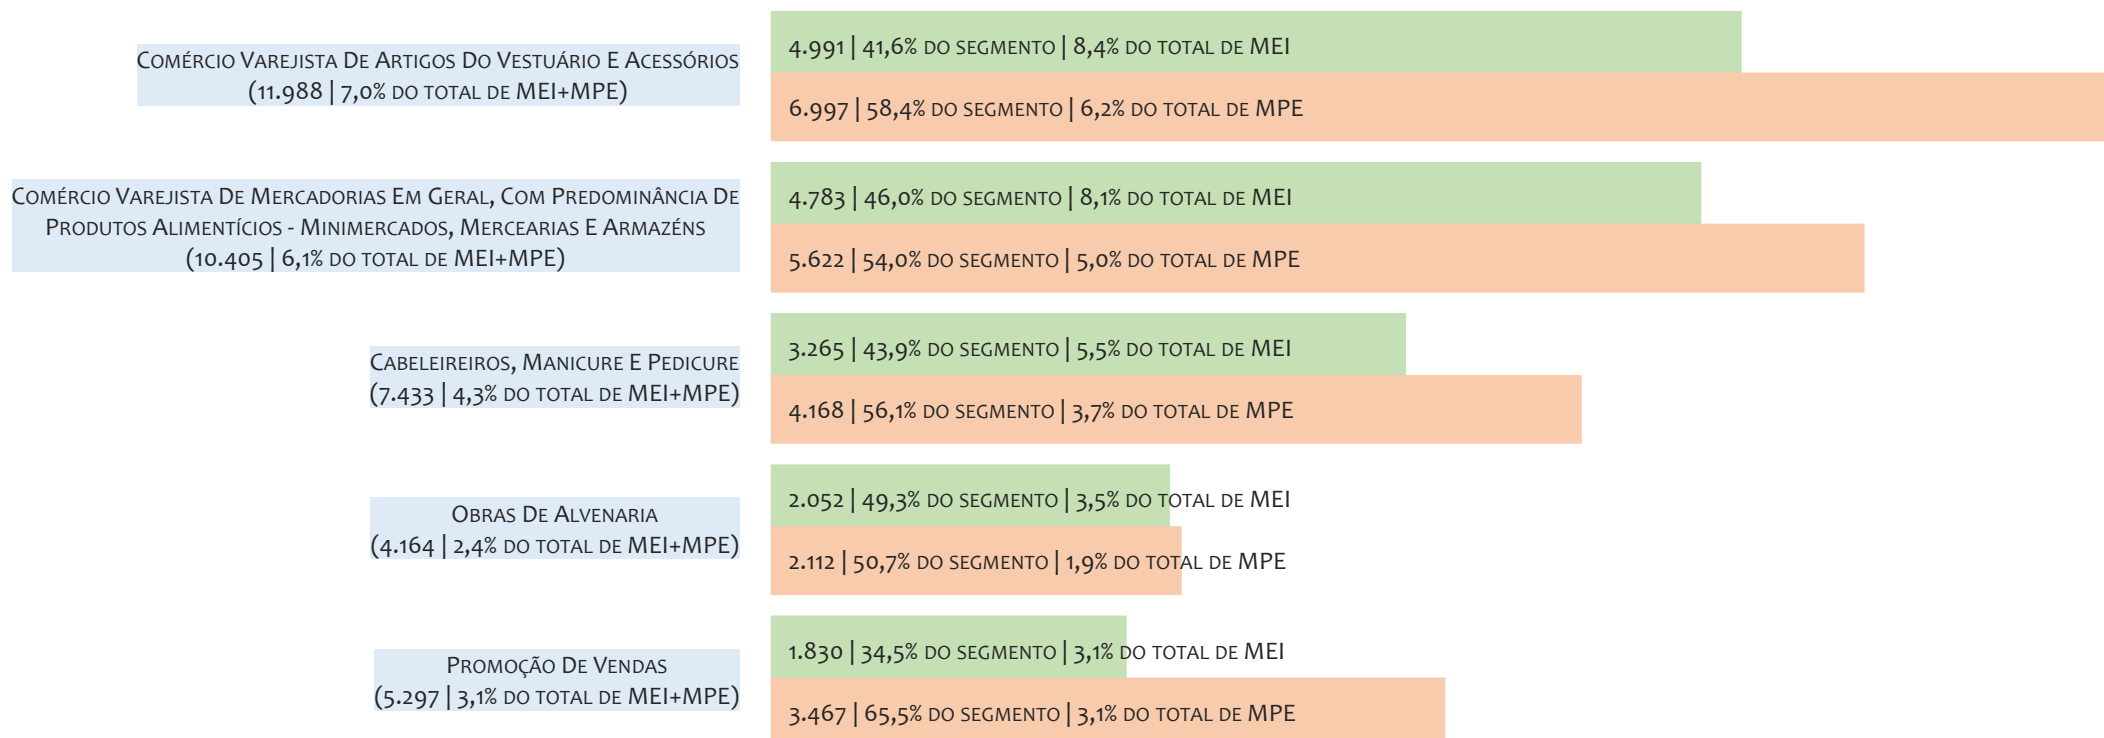 Comércio Varejista De Artigos Do Vestuário E Acessórios
(11.988 | 7,0% do total de MEI+MPE)
4.991 | 41,6% do segmento | 8,4% do total de MEI
6.997 | 58,4% do segmento | 6,2% do total de MPE
Comércio Varejista De Mercadorias Em Geral, Com Predominância De
Produtos Alimentícios - Minimercados, Mercearias E Armazéns
(10.405 | 6,1% do total de MEI+MPE)
4.783 | 46,0% do segmento | 8,1% do total de MEI
5.622 | 54,0% do segmento | 5,0% do total de MPE
Cabeleireiros, Manicure E Pedicure
(7.433 | 4,3% do total de MEI+MPE)
3.265 | 43,9% do segmento | 5,5% do total de MEI
4.168 | 56,1% do segmento | 3,7% do total de MPE
Obras De Alvenaria
(4.164 | 2,4% do total de MEI+MPE)
2.052 | 49,3% do segmento | 3,5% do total de MEI
2.112 | 50,7% do segmento | 1,9% do total de MPE
Promoção De Vendas
(5.297 | 3,1% do total de MEI+MPE)
1.830 | 34,5% do segmento | 3,1% do total de MEI
3.467 | 65,5% do segmento | 3,1% do total de MPE